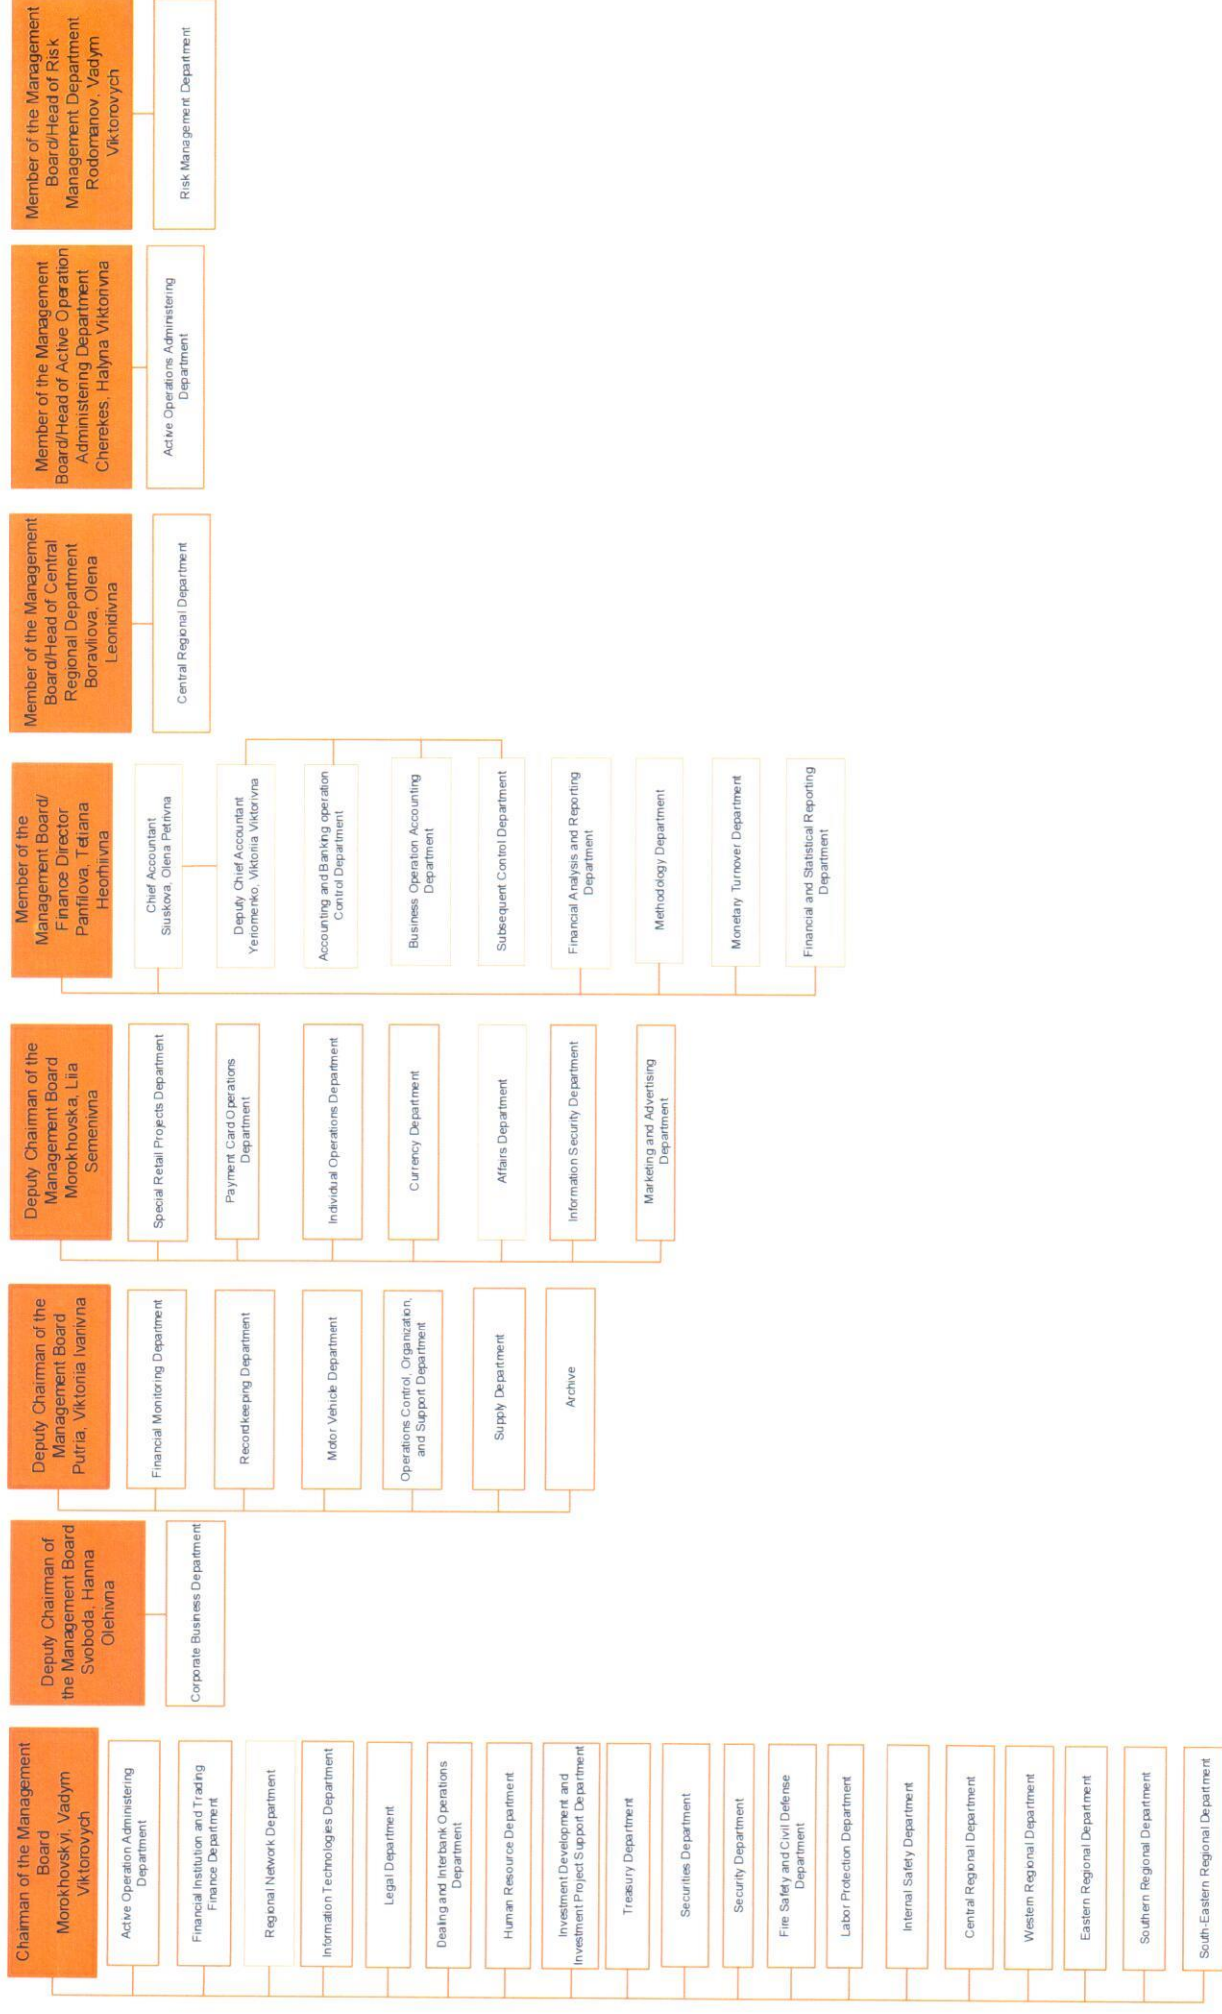 Chairman of the Management
Board
Morokhovskyi, Vadym
Viktorovych
Active Operation Administering
Department
Financial Institution and Trading
Finance Department
Regional Network Department
Information Technologies Department
Legal Department
Dealing and Interbank Operations
Department
Human Resource Department
Investment Development and
Investment Project Support Department
Treasury Department
Securities Department
Security Department
Fire Safety and Civil Defense
Department
Labor Protection Department
Internal Safety Department
Central Regional Department
Western Regional Department
Eastern Regional Department
Southern Regional Department
South-Eastern Regional Department
Deputy Chairman of
the Management Board
Svoboda, Hanna
Olehivna
Corporate Business Department
Deputy Chairman of the
Management Board
Putria, Viktoriia Ivanivna
Financial Monitoring Department
Recordkeeping Department
Motor Vehicle Department
Operations Control, Organization,
and Support Department
Supply Department
Archive
Deputy Chairman of the
Management Board
Morokhovska, Liia
Semenivna
Special Retail Projects Department
Payment Card Operations
Department
Individual Operations Department
Currency Department
Affairs Department
Information Security Department
Marketing and Advertising
Department
Member of the
Management Board/
Finance Director
Panfilova, Tetiana
Heorhiivna
Chief Accountant
Siuskova, Olena Petrivna
Deputy Chief Accountant
Yeriomenko, Viktoriia Viktorivna
Accounting and Banking operation
Control Department
Business Operation Accounting
Department
Subsequent Control Department
Financial Analysis and Reporting
Department
Methodology Department
Monetary Turnover Department
Financial and Statistical Reporting
Department
Member of the Management
Board/Head of Central
Regional Department
Boravliova, Olena
Leonidivna
Central Regional Department
Member of the Management
Board/Head of Active Operation
Administering Department
Cherekes, Halyna Viktorivna
Active Operations Administering
Department
Member of the Management
Board/Head of Risk
Management Department
Rodomanov, Vadym
Viktorovych
Risk Management Department